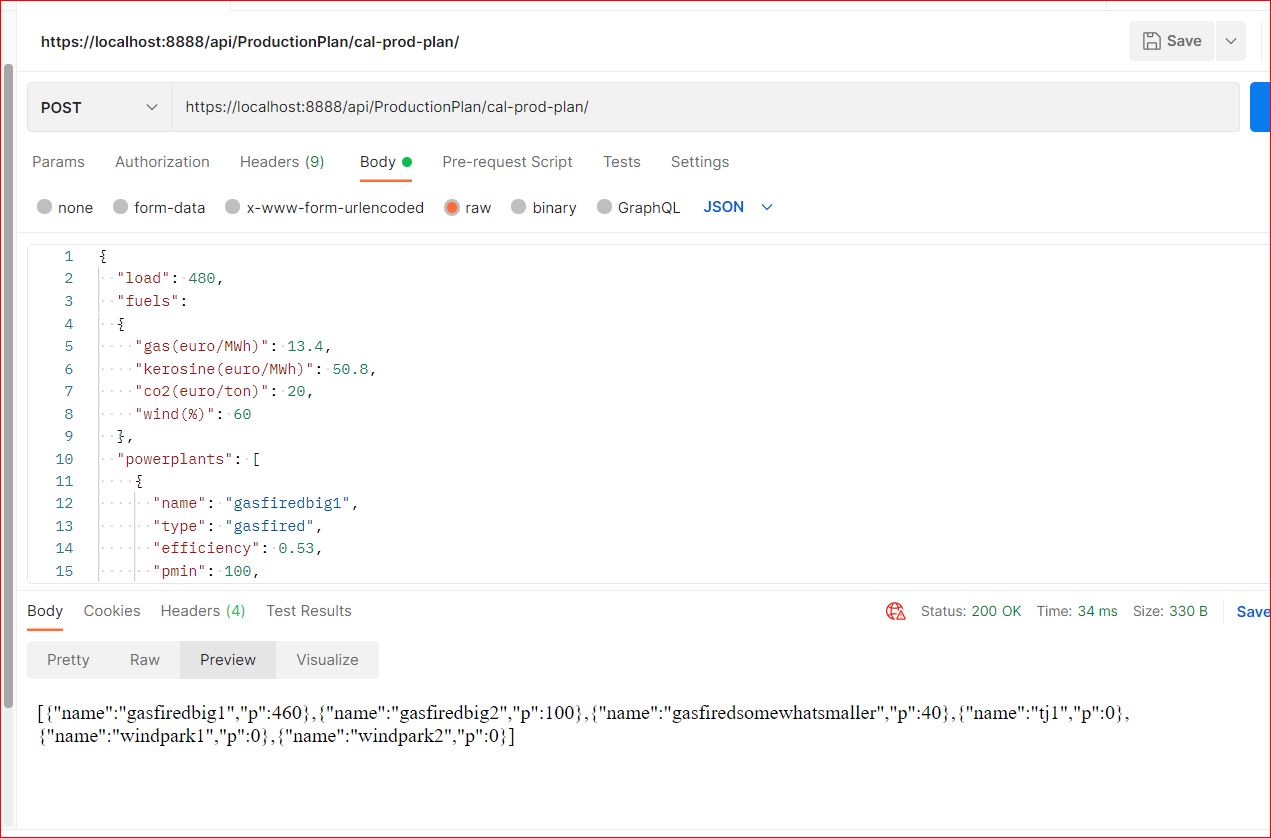 https://localhost:8888/api/ProductionPlan/cal-prod-plan/
Save
POST
https://localhost:8888/api/ProductionPlan/cal-prod-plan/
Params Authorization Headers (9) Body Pre-request Script Tests Settings
none form-data x-www-form-urlencoded raw binary GraphQL JSON
1 {
2 "load": 480,
3 "fuels":
4 {
5 "gas(euro/MWh)": 13.4,
6 "kerosine(euro/MWh)": 50.8,
7 "co2(euro/ton)": 20,
8 "wind(%)": 60
9 },
10 "powerplants": [
11 {
12 "name": "gasfiredbig1",
13 "type": "gasfired",
14 "efficiency": 0.53,
15 "pmin": 100,
Body Cookies Headers (4) Test Results Status: 200 OK Time: 34 ms Size: 330 B Save
Pretty Raw Preview Visualize
[{"name":"gasfiredbig1","p":460},{"name":"gasfiredbig2","p":100},{"name":"gasfiredsomewhatsmaller","p":40},{"name":"tj1","p":0},
{"name":"windpark1","p":0},{"name":"windpark2","p":0}]